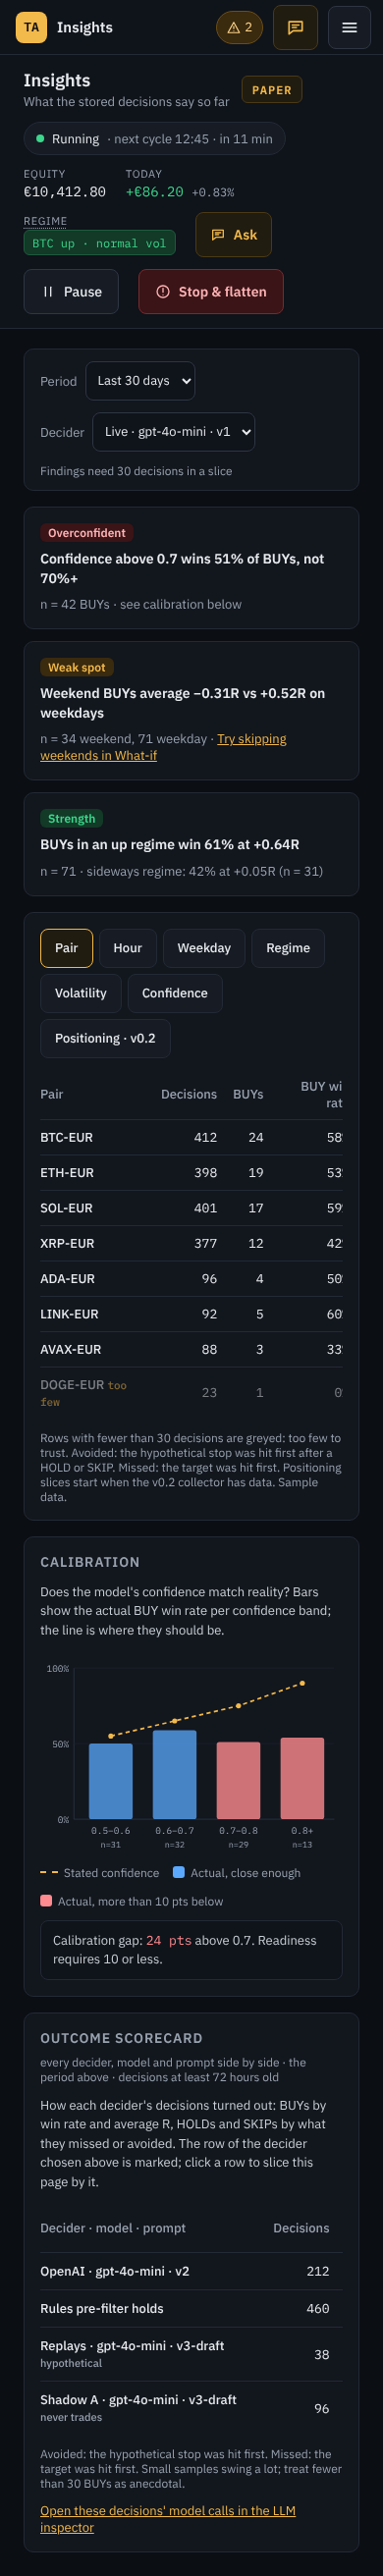 TA Insights 2
Insights
What the stored decisions say so far
PAPER
Running · next cycle 12:45 · in 11 min
EQUITY TODAY
€10,412.80 +€86.20 +0.83%
REGIME
BTC up · normal vol
Ask
Pause
Stop & flatten
Period Last 30 days
Decider Live · gpt-4o-mini · v1
Findings need 30 decisions in a slice
Overconfident
Confidence above 0.7 wins 51% of BUYs, not
70%+
n = 42 BUYs · see calibration below
Weak spot
Weekend BUYs average −0.31R vs +0.52R on
weekdays
n = 34 weekend, 71 weekday · Try skipping
weekends in What-if
Strength
BUYs in an up regime win 61% at +0.64R
n = 71 · sideways regime: 42% at +0.05R (n = 31)
Pair Hour Weekday Regime
Volatility Confidence
Positioning · v0.2
Pair Decisions BUYs BUY wi
rat
BTC-EUR 412 24 58
ETH-EUR 398 19 53
SOL-EUR 401 17 59
XRP-EUR 377 12 42
ADA-EUR 96 4 50
LINK-EUR 92 5 60
AVAX-EUR 88 3 33
DOGE-EUR too
few 23 1 0
Rows with fewer than 30 decisions are greyed: too few to
trust. Avoided: the hypothetical stop was hit first after a
HOLD or SKIP. Missed: the target was hit first. Positioning
slices start when the v0.2 collector has data. Sample
data.
CALIBRATION
Does the model's confidence match reality? Bars
show the actual BUY win rate per confidence band;
the line is where they should be.
100%
50%
0%
0.5–0.6 0.6–0.7 0.7–0.8 0.8+
n=31 n=32 n=29 n=13
Stated confidence Actual, close enough
Actual, more than 10 pts below
Calibration gap: 24 pts above 0.7. Readiness
requires 10 or less.
OUTCOME SCORECARD
every decider, model and prompt side by side · the
period above · decisions at least 72 hours old
How each decider's decisions turned out: BUYs by
win rate and average R, HOLDs and SKIPs by what
they missed or avoided. The row of the decider
chosen above is marked; click a row to slice this
page by it.
Decider · model · prompt Decisions
OpenAI · gpt-4o-mini · v2 212
Rules pre-filter holds 460
Replays · gpt-4o-mini · v3-draft 38
hypothetical
Shadow A · gpt-4o-mini · v3-draft 96
never trades
Avoided: the hypothetical stop was hit first. Missed: the
target was hit first. Small samples swing a lot; treat fewer
than 30 BUYs as anecdotal.
Open these decisions' model calls in the LLM
inspector